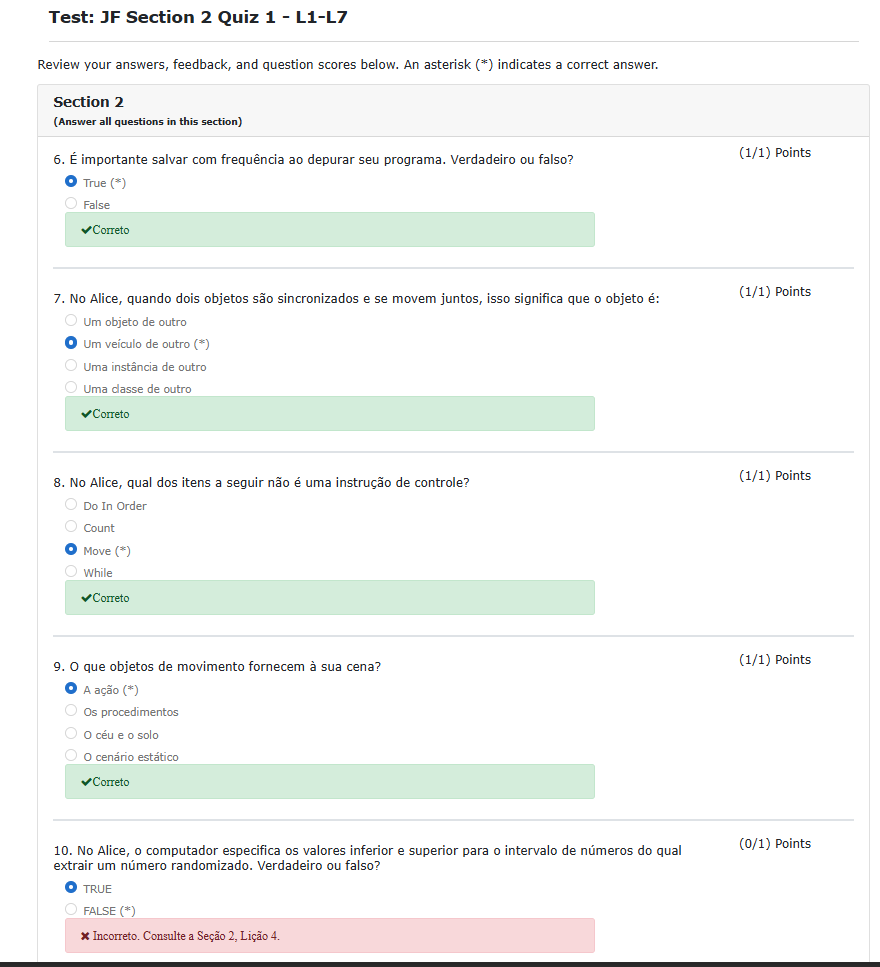 Test: JF Section 2 Quiz 1 - L1-L7
Review your answers, feedback, and question scores below. An asterisk (*) indicates a correct answer.
Section 2
(Answer all questions in this section)
6. É importante salvar com frequência ao depurar seu programa. Verdadeiro ou falso?
(1/1) Points
True (*)
False
✔Correto
7. No Alice, quando dois objetos são sincronizados e se movem juntos, isso significa que o objeto é:
(1/1) Points
Um objeto de outro
Um veículo de outro (*)
Uma instância de outro
Uma classe de outro
✔Correto
8. No Alice, qual dos itens a seguir não é uma instrução de controle?
(1/1) Points
Do In Order
Count
Move (*)
While
✔Correto
9. O que objetos de movimento fornecem à sua cena?
(1/1) Points
A ação (*)
Os procedimentos
O céu e o solo
O cenário estático
✔Correto
10. No Alice, o computador especifica os valores inferior e superior para o intervalo de números do qual
extrair um número randomizado. Verdadeiro ou falso?
(0/1) Points
TRUE
FALSE (*)
✖ Incorreto. Consulte a Seção 2, Lição 4.